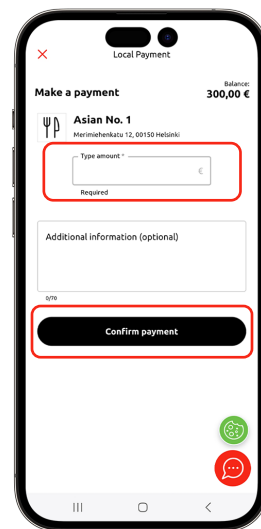 Local Payment
Balance:
Make a payment
300,00 €
Asian No. 1
Merimiehenkatu 12, 00150 Helsinki
Type amount *
€
Required
Additional information (optional)
0/70
Confirm payment